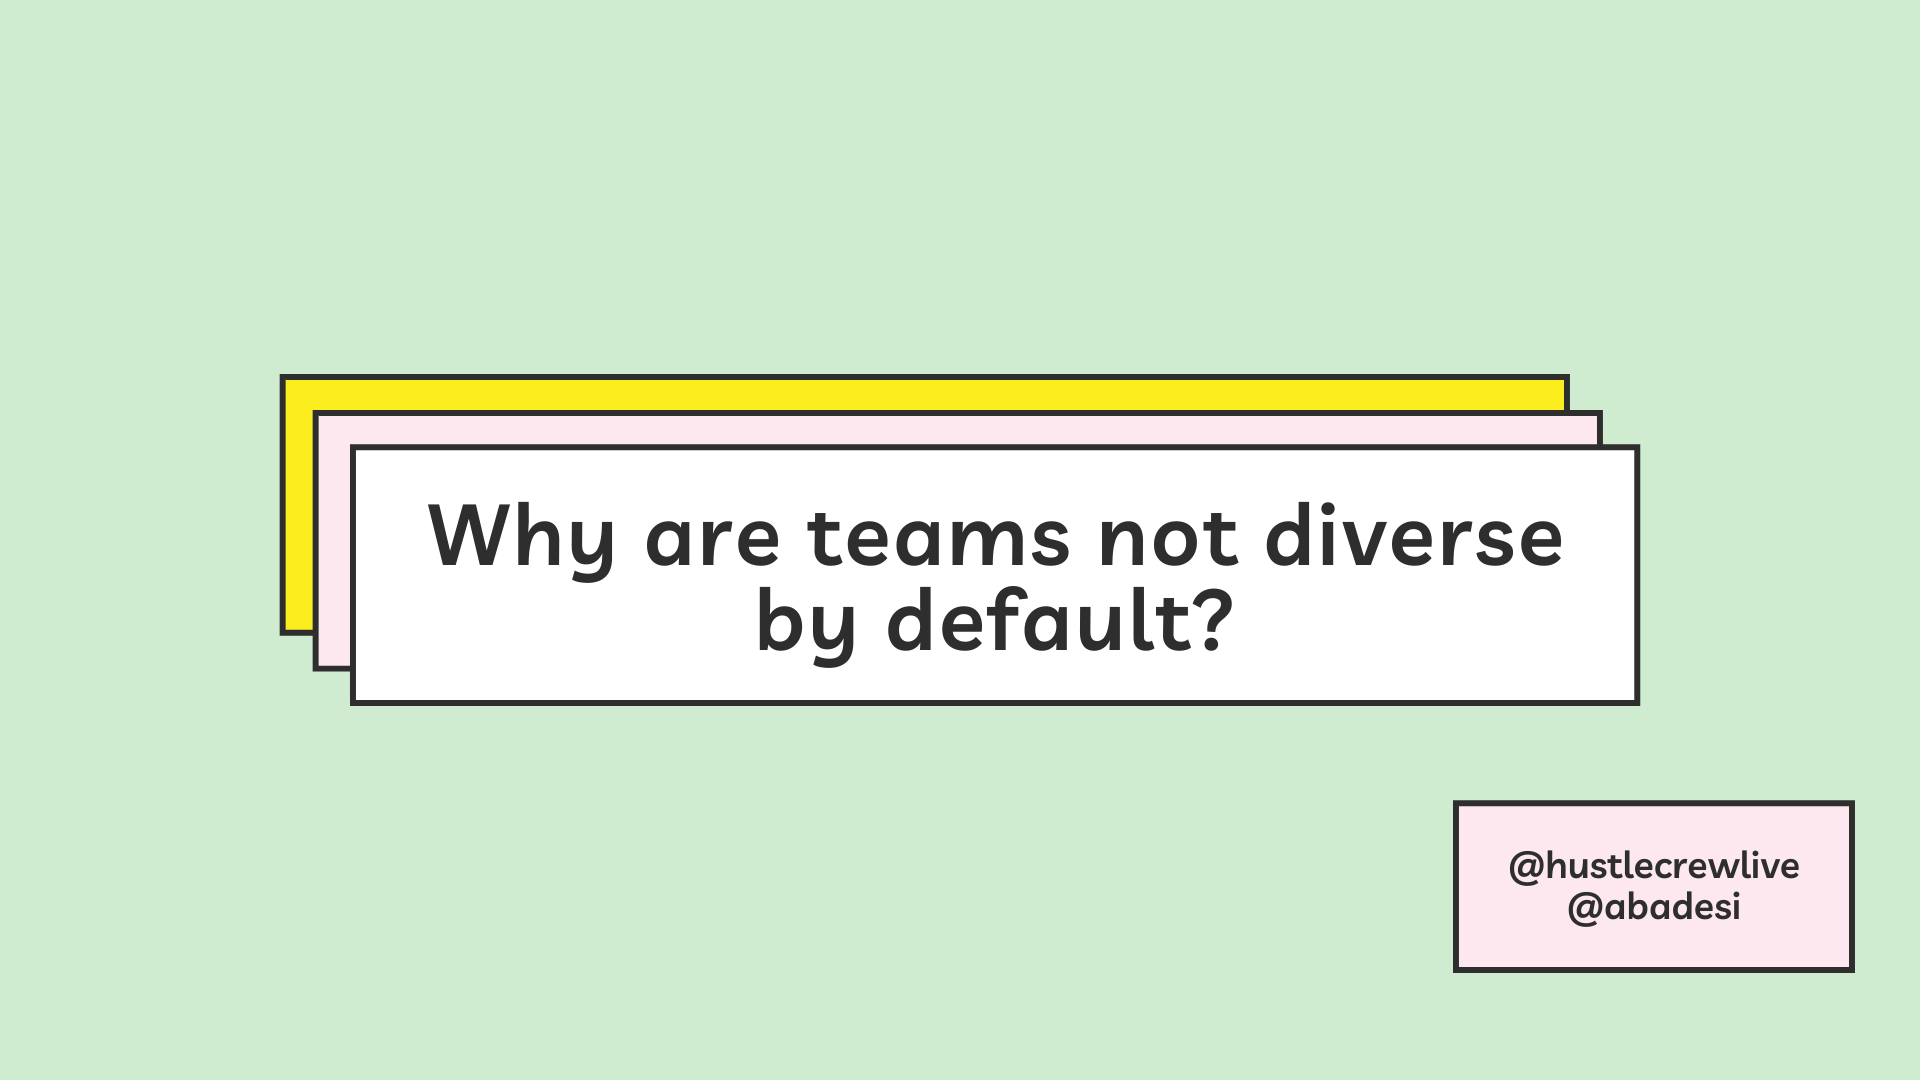 Why are teams not diverse
by default?
@hustlecrewlive
@abadesi